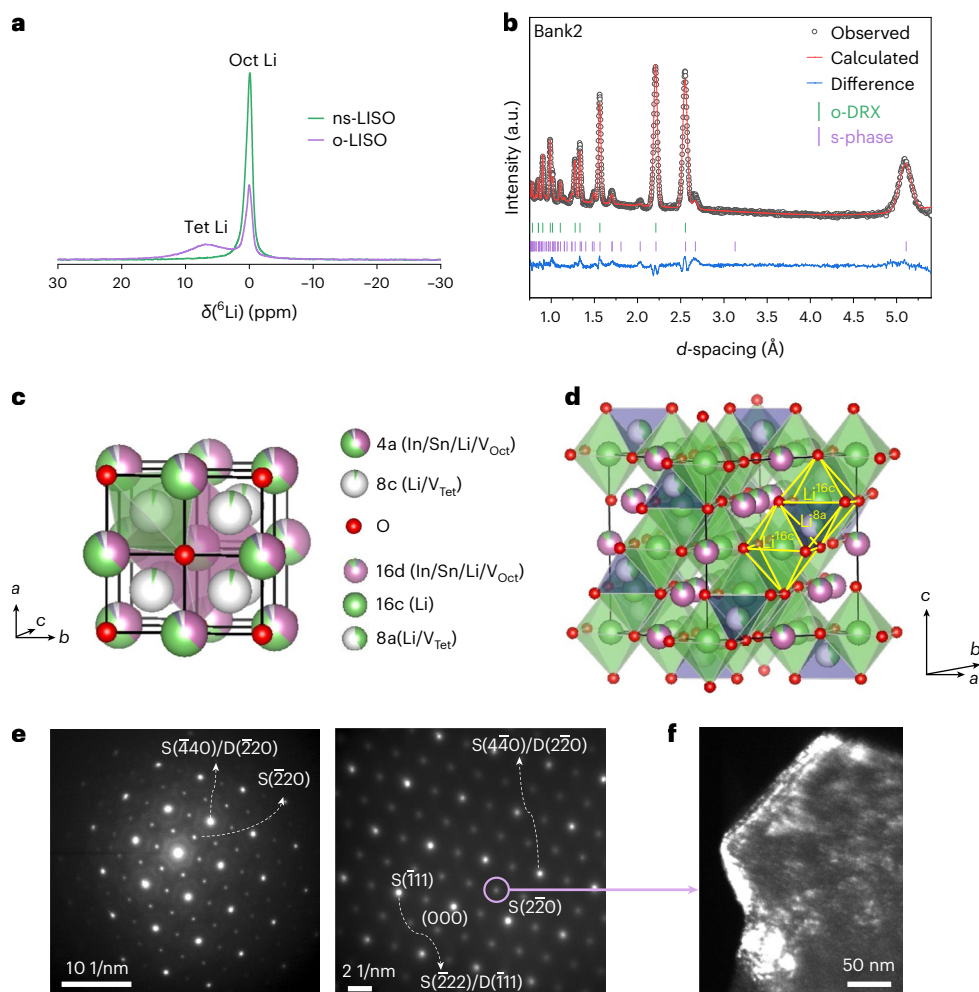 a
Oct Li
ns-LISO
o-LISO
Tet Li
30 20 10 0 -10 -20 -30
δ(⁶Li) (ppm)
b
Bank2
Observed
Calculated
Difference
o-DRX
s-phase
Intensity (a.u.)
1.0 1.5 2.0 2.5 3.0 3.5 4.0 4.5 5.0
d-spacing (Å)
c
4a (In/Sn/Li/V_Oct)
8c (Li/V_Tet)
O
16d (In/Sn/Li/V_Oct)
16c (Li)
8a(Li/V_Tet)
a
c
b
d
Li¹⁶ᶜ
Li⁸ᵃ
Li¹⁶ᶜ
c
b
a
e
S(4̅40)/D(2̅20)
S(2̅20)
10 1/nm
S(44̅0)/D(22̅0)
S(1̅11)
(000)
S(22̅0)
2 1/nm
S(2̅22)/D(1̅11)
f
50 nm